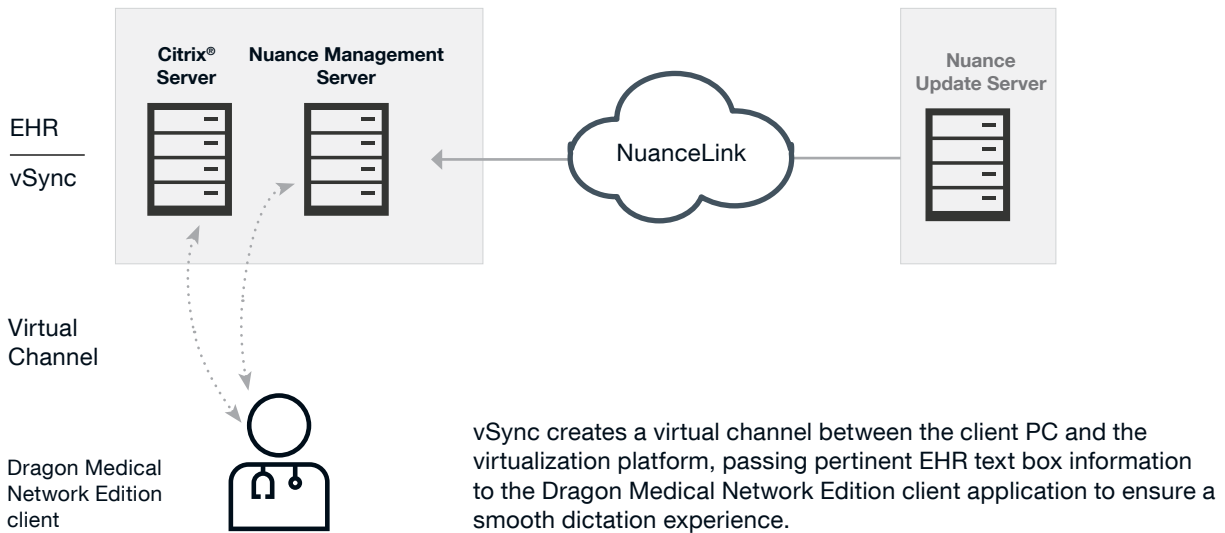 Citrix®
Server
Nuance Management
Server
Nuance
Update Server
EHR
vSync
NuanceLink
Virtual
Channel
Dragon Medical
Network Edition
client
vSync creates a virtual channel between the client PC and the
virtualization platform, passing pertinent EHR text box information
to the Dragon Medical Network Edition client application to ensure a
smooth dictation experience.